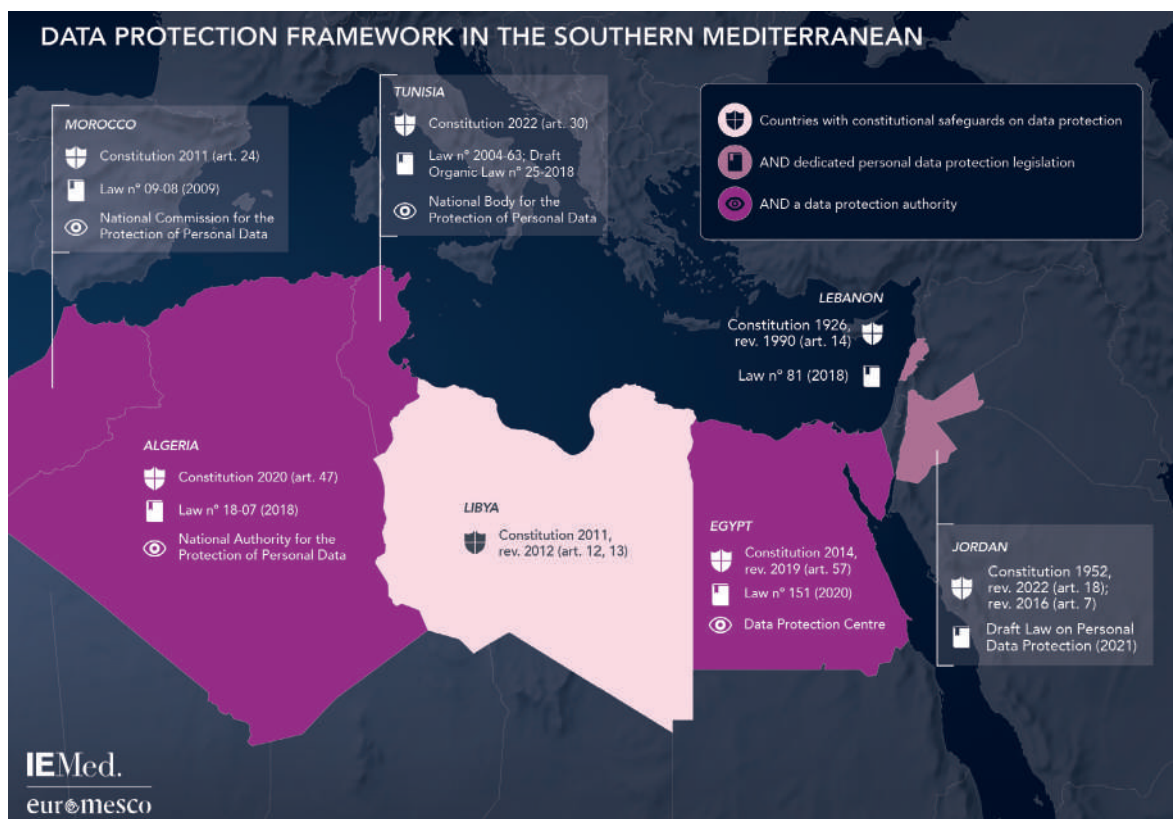 DATA PROTECTION FRAMEWORK IN THE SOUTHERN MEDITERRANEAN
MOROCCO
Constitution 2011 (art. 24)
Law nº 09-08 (2009)
National Commission for the
Protection of Personal Data
TUNISIA
Constitution 2022 (art. 30)
Law nº 2004-63; Draft
Organic Law nº 25-2018
National Body for the
Protection of Personal Data
Countries with constitutional safeguards on data protection
AND dedicated personal data protection legislation
AND a data protection authority
LEBANON
Constitution 1926,
rev. 1990 (art. 14)
Law nº 81 (2018)
ALGERIA
Constitution 2020 (art. 47)
Law nº 18-07 (2018)
National Authority for the
Protection of Personal Data
LIBYA
Constitution 2011,
rev. 2012 (art. 12, 13)
EGYPT
Constitution 2014,
rev. 2019 (art. 57)
Law nº 151 (2020)
Data Protection Centre
JORDAN
Constitution 1952,
rev. 2022 (art. 18);
rev. 2016 (art. 7)
Draft Law on Personal
Data Protection (2021)
IEMed.
euromesco